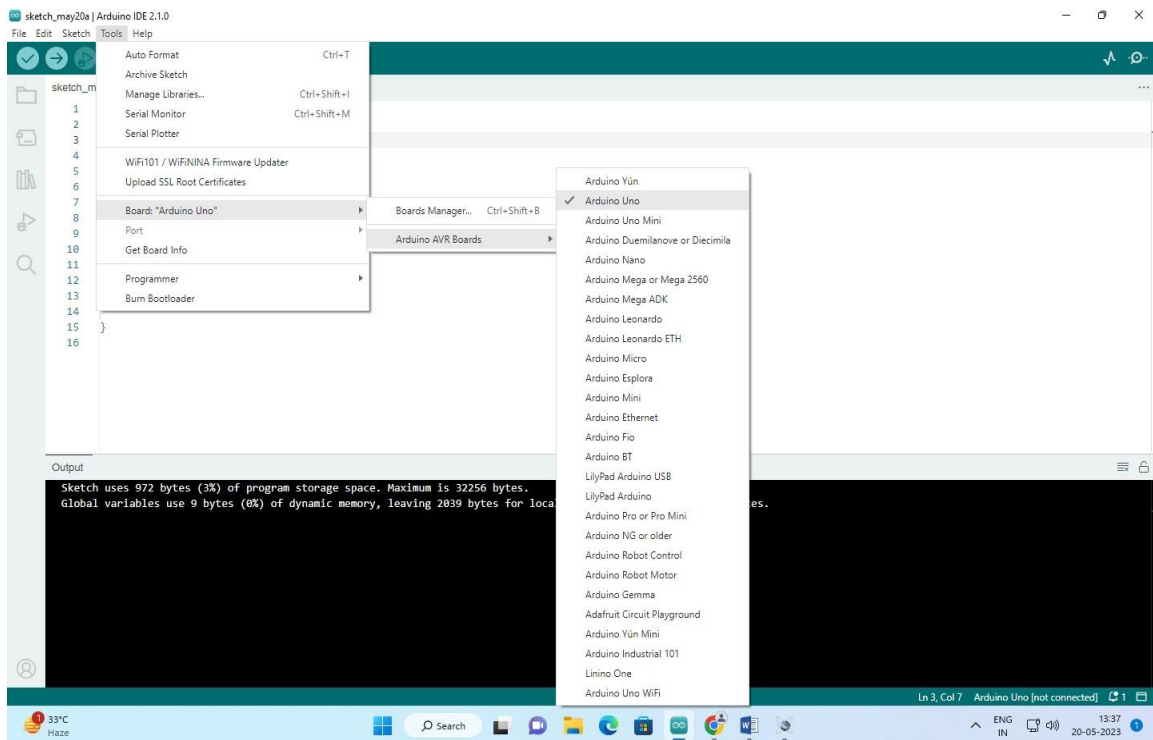 sketch_may20a | Arduino IDE 2.1.0
File Edit Sketch Tools Help
sketch_m
Auto Format Ctrl+T
Archive Sketch
Manage Libraries... Ctrl+Shift+I
Serial Monitor Ctrl+Shift+M
Serial Plotter
WiFi101 / WiFiNINA Firmware Updater
Upload SSL Root Certificates
Board: "Arduino Uno"
Port
Get Board Info
Programmer
Burn Bootloader
Boards Manager... Ctrl+Shift+B
Arduino AVR Boards
Arduino Yún
Arduino Uno
Arduino Uno Mini
Arduino Duemilanove or Diecimila
Arduino Nano
Arduino Mega or Mega 2560
Arduino Mega ADK
Arduino Leonardo
Arduino Leonardo ETH
Arduino Micro
Arduino Esplora
Arduino Mini
Arduino Ethernet
Arduino Fio
Arduino BT
LilyPad Arduino USB
LilyPad Arduino
Arduino Pro or Pro Mini
Arduino NG or older
Arduino Robot Control
Arduino Robot Motor
Arduino Gemma
Adafruit Circuit Playground
Arduino Yún Mini
Arduino Industrial 101
Linino One
Arduino Uno WiFi
1
2
3
4
5
6
7
8
9
10
11
12
13
14
15 }
16
Output
Sketch uses 972 bytes (3%) of program storage space. Maximum is 32256 bytes.
Global variables use 9 bytes (0%) of dynamic memory, leaving 2039 bytes for loca es.
Ln 3, Col 7 Arduino Uno [not connected] 1
1 33°C
Haze
Search
ENG
IN
13:37
20-05-2023
1